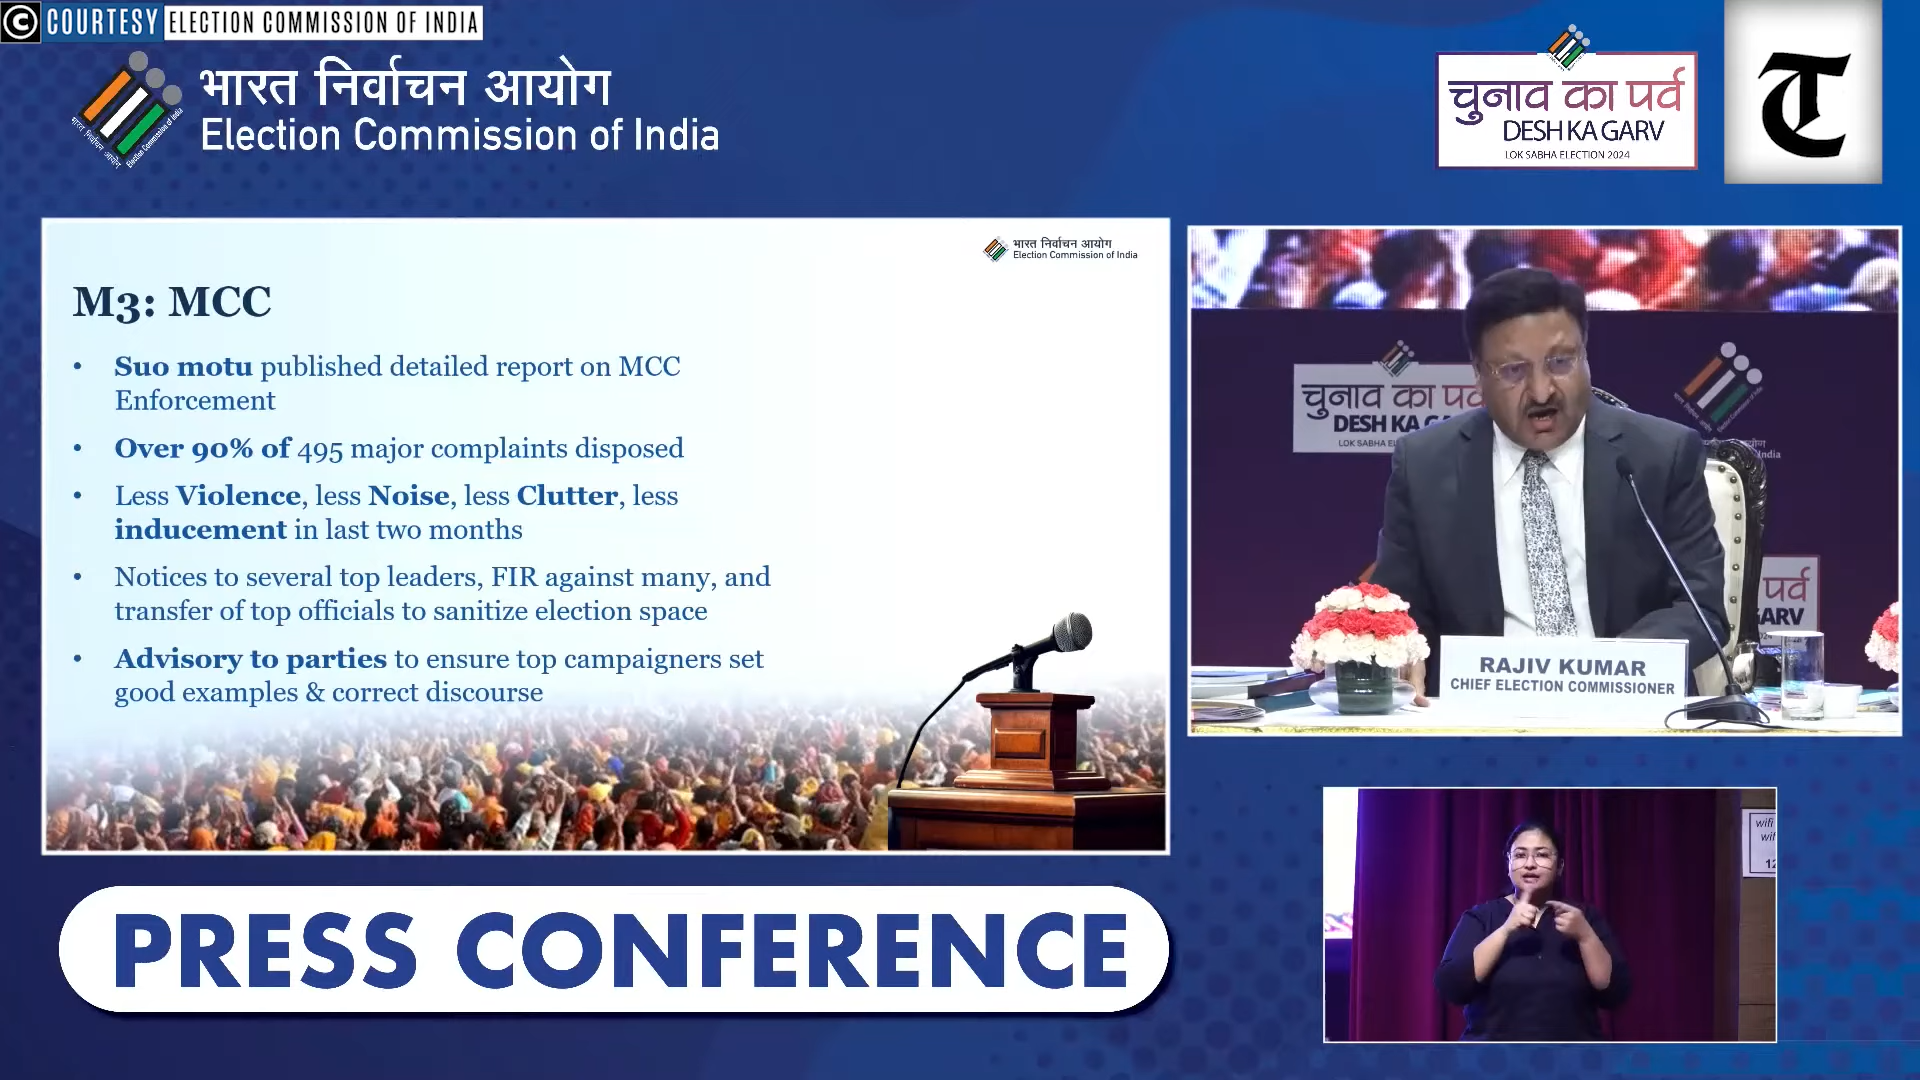 © COURTESY ELECTION COMMISSION OF INDIA
भारत निर्वाचन आयोग
Election Commission of India
चुनाव का पर्व
DESH KA GARV
LOK SABHA ELECTION 2024
T
भारत निर्वाचन आयोग
Election Commission of India
M3: MCC
• Suo motu published detailed report on MCC
Enforcement
• Over 90% of 495 major complaints disposed
• Less Violence, less Noise, less Clutter, less
inducement in last two months
• Notices to several top leaders, FIR against many, and
transfer of top officials to sanitize election space
• Advisory to parties to ensure top campaigners set
good examples & correct discourse
चुनाव का पर्व
DESH KA
LOK SABHA
India
पर्व
GARV
RAJIV KUMAR
CHIEF ELECTION COMMISSIONER
wifi
PRESS CONFERENCE